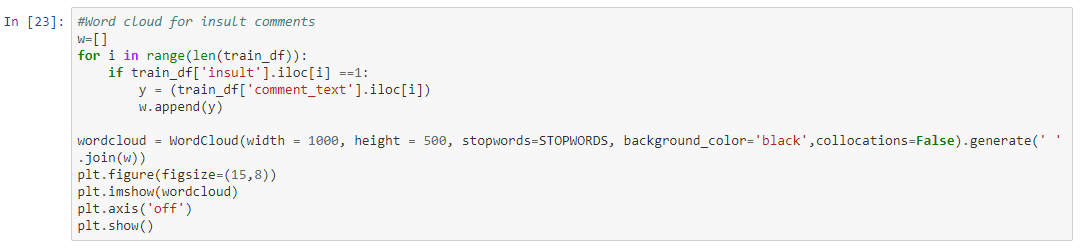 In [23]: #Word cloud for insult comments
w=[]
for i in range(len(train_df)):
    if train_df['insult'].iloc[i] ==1:
        y = (train_df['comment_text'].iloc[i])
        w.append(y)

wordcloud = WordCloud(width = 1000, height = 500, stopwords=STOPWORDS, background_color='black',collocations=False).generate(' '
.join(w))
plt.figure(figsize=(15,8))
plt.imshow(wordcloud)
plt.axis('off')
plt.show()